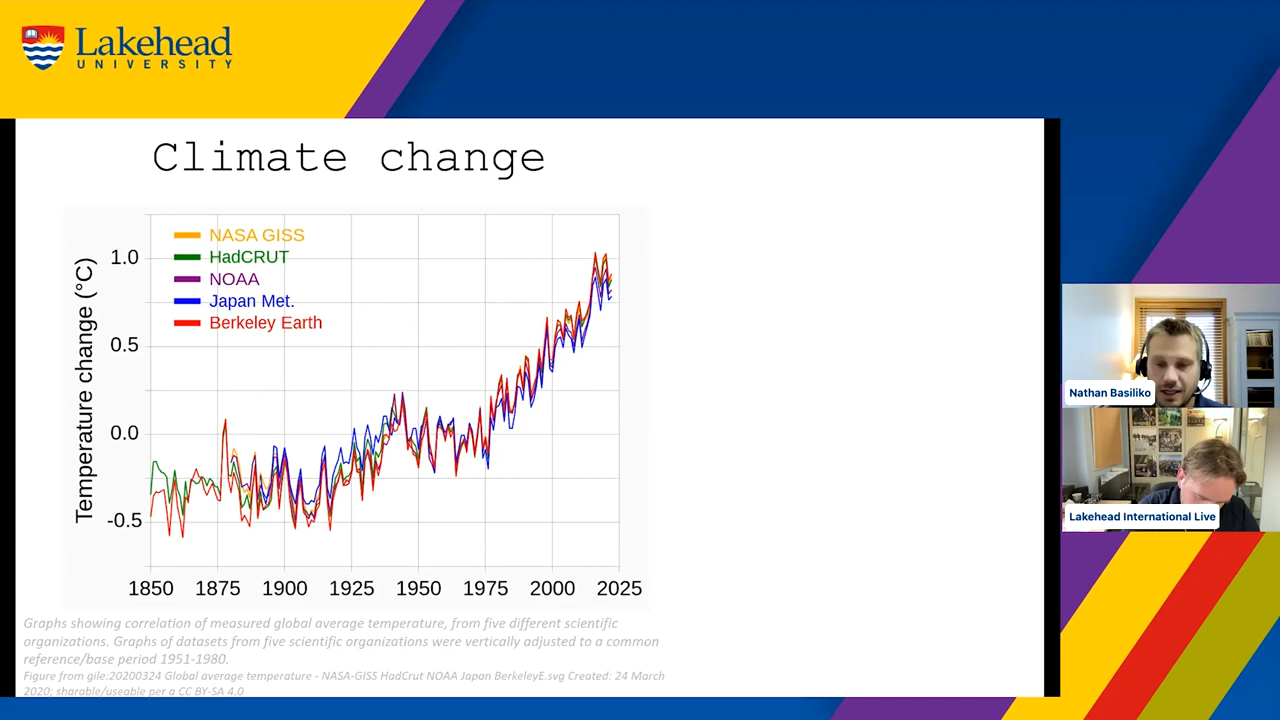 Lakehead
UNIVERSITY
Climate change
NASA GISS
HadCRUT
NOAA
Japan Met.
Berkeley Earth
Temperature change (°C)
1.0
0.5
0.0
-0.5
1850 1875 1900 1925 1950 1975 2000 2025
Graphs showing correlation of measured global average temperature, from five different scientific
organizations. Graphs of datasets from five scientific organizations were vertically adjusted to a common
reference/base period 1951-1980.
Figure from gile:20200324 Global average temperature - NASA-GISS HadCrut NOAA Japan BerkeleyE.svg Created: 24 March
2020; sharable/useable per a CC BY-SA 4.0
Nathan Basiliko
Lakehead International Live